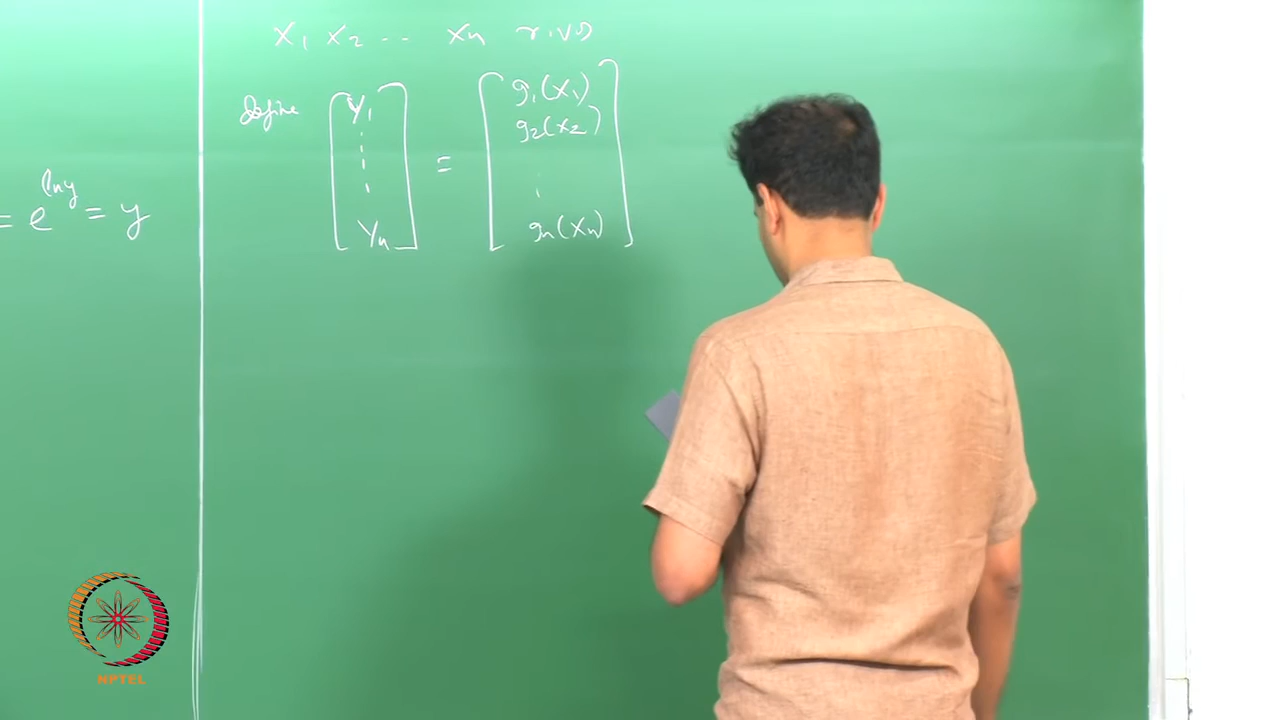 X₁ X₂ ... Xn r.v.s
Define [Y₁ ⋮ Yn] = [g₁(X₁) g₂(X₂) ⋮ gn(Xn)]
= e^{ln y} = y
NPTEL